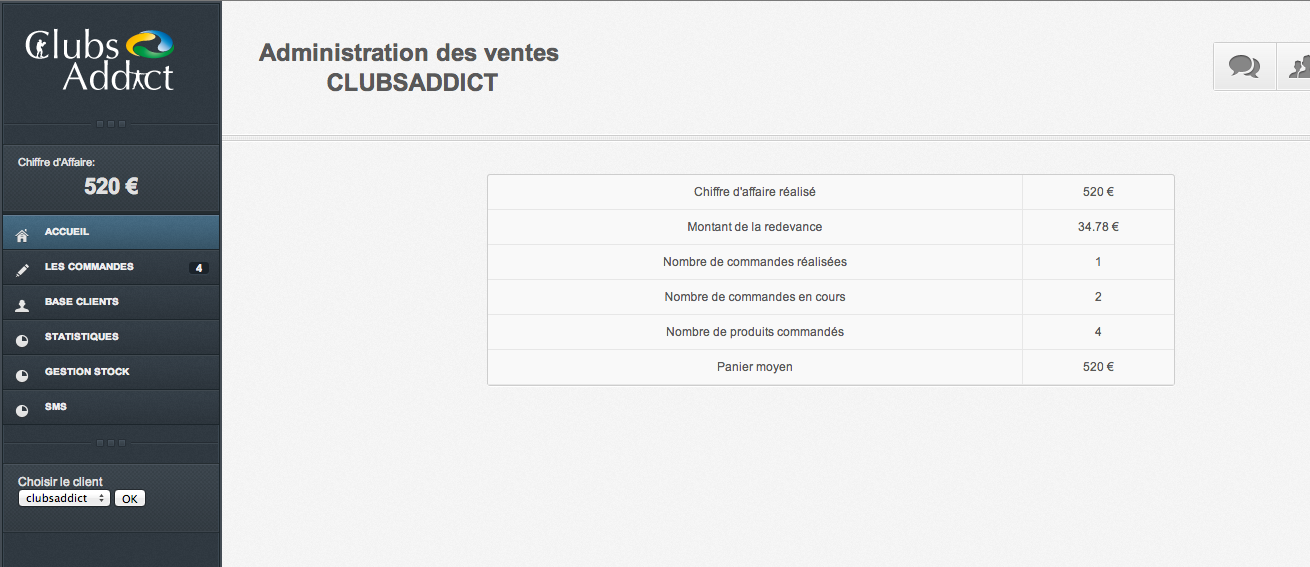 Clubs
Addict
Chiffre d'Affaire:
520 €
ACCUEIL
LES COMMANDES 4
BASE CLIENTS
STATISTIQUES
GESTION STOCK
SMS
Choisir le client
clubsaddict OK
Administration des ventes
CLUBSADDICT
Chiffre d'affaire réalisé 520 €
Montant de la redevance 34.78 €
Nombre de commandes réalisées 1
Nombre de commandes en cours 2
Nombre de produits commandés 4
Panier moyen 520 €